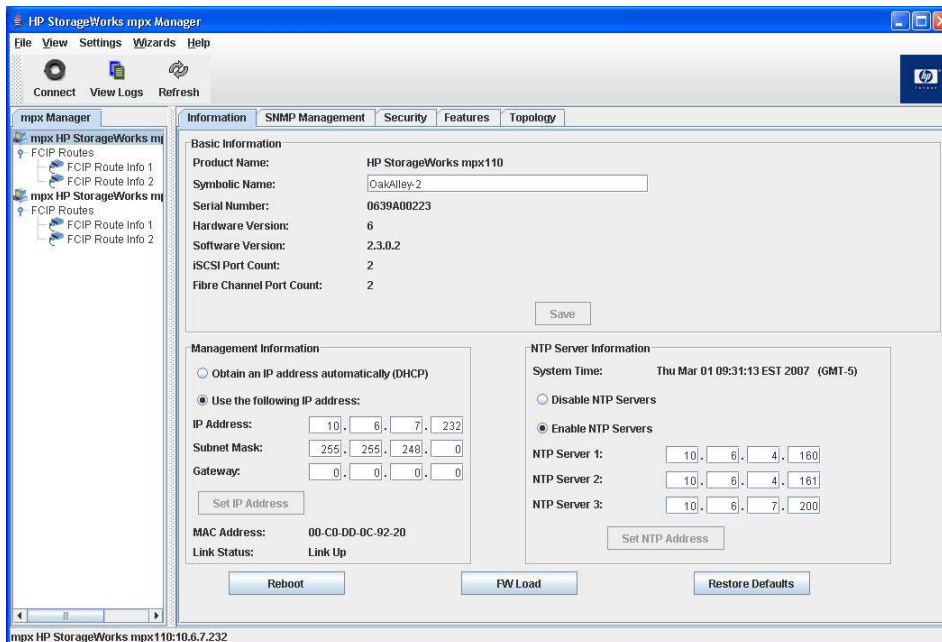 HP StorageWorks mpx Manager
File View Settings Wizards Help
Connect View Logs Refresh
hp
invent
mpx Manager
mpx HP StorageWorks m
FCIP Routes
FCIP Route Info 1
FCIP Route Info 2
mpx HP StorageWorks m
FCIP Routes
FCIP Route Info 1
FCIP Route Info 2
Information SNMP Management Security Features Topology
Basic Information
Product Name: HP StorageWorks mpx110
Symbolic Name: OakAlley-2
Serial Number: 0639A00223
Hardware Version: 6
Software Version: 2.3.0.2
iSCSI Port Count: 2
Fibre Channel Port Count: 2
Save
Management Information
Obtain an IP address automatically (DHCP)
Use the following IP address:
IP Address: 10. 6. 7. 232
Subnet Mask: 255. 255. 248. 0
Gateway: 0. 0. 0. 0
Set IP Address
MAC Address: 00-C0-DD-0C-92-20
Link Status: Link Up
NTP Server Information
System Time: Thu Mar 01 09:31:13 EST 2007 (GMT-5)
Disable NTP Servers
Enable NTP Servers
NTP Server 1: 10. 6. 4. 160
NTP Server 2: 10. 6. 4. 161
NTP Server 3: 10. 6. 7. 200
Set NTP Address
Reboot FW Load Restore Defaults
mpx HP StorageWorks mpx110:10.6.7.232